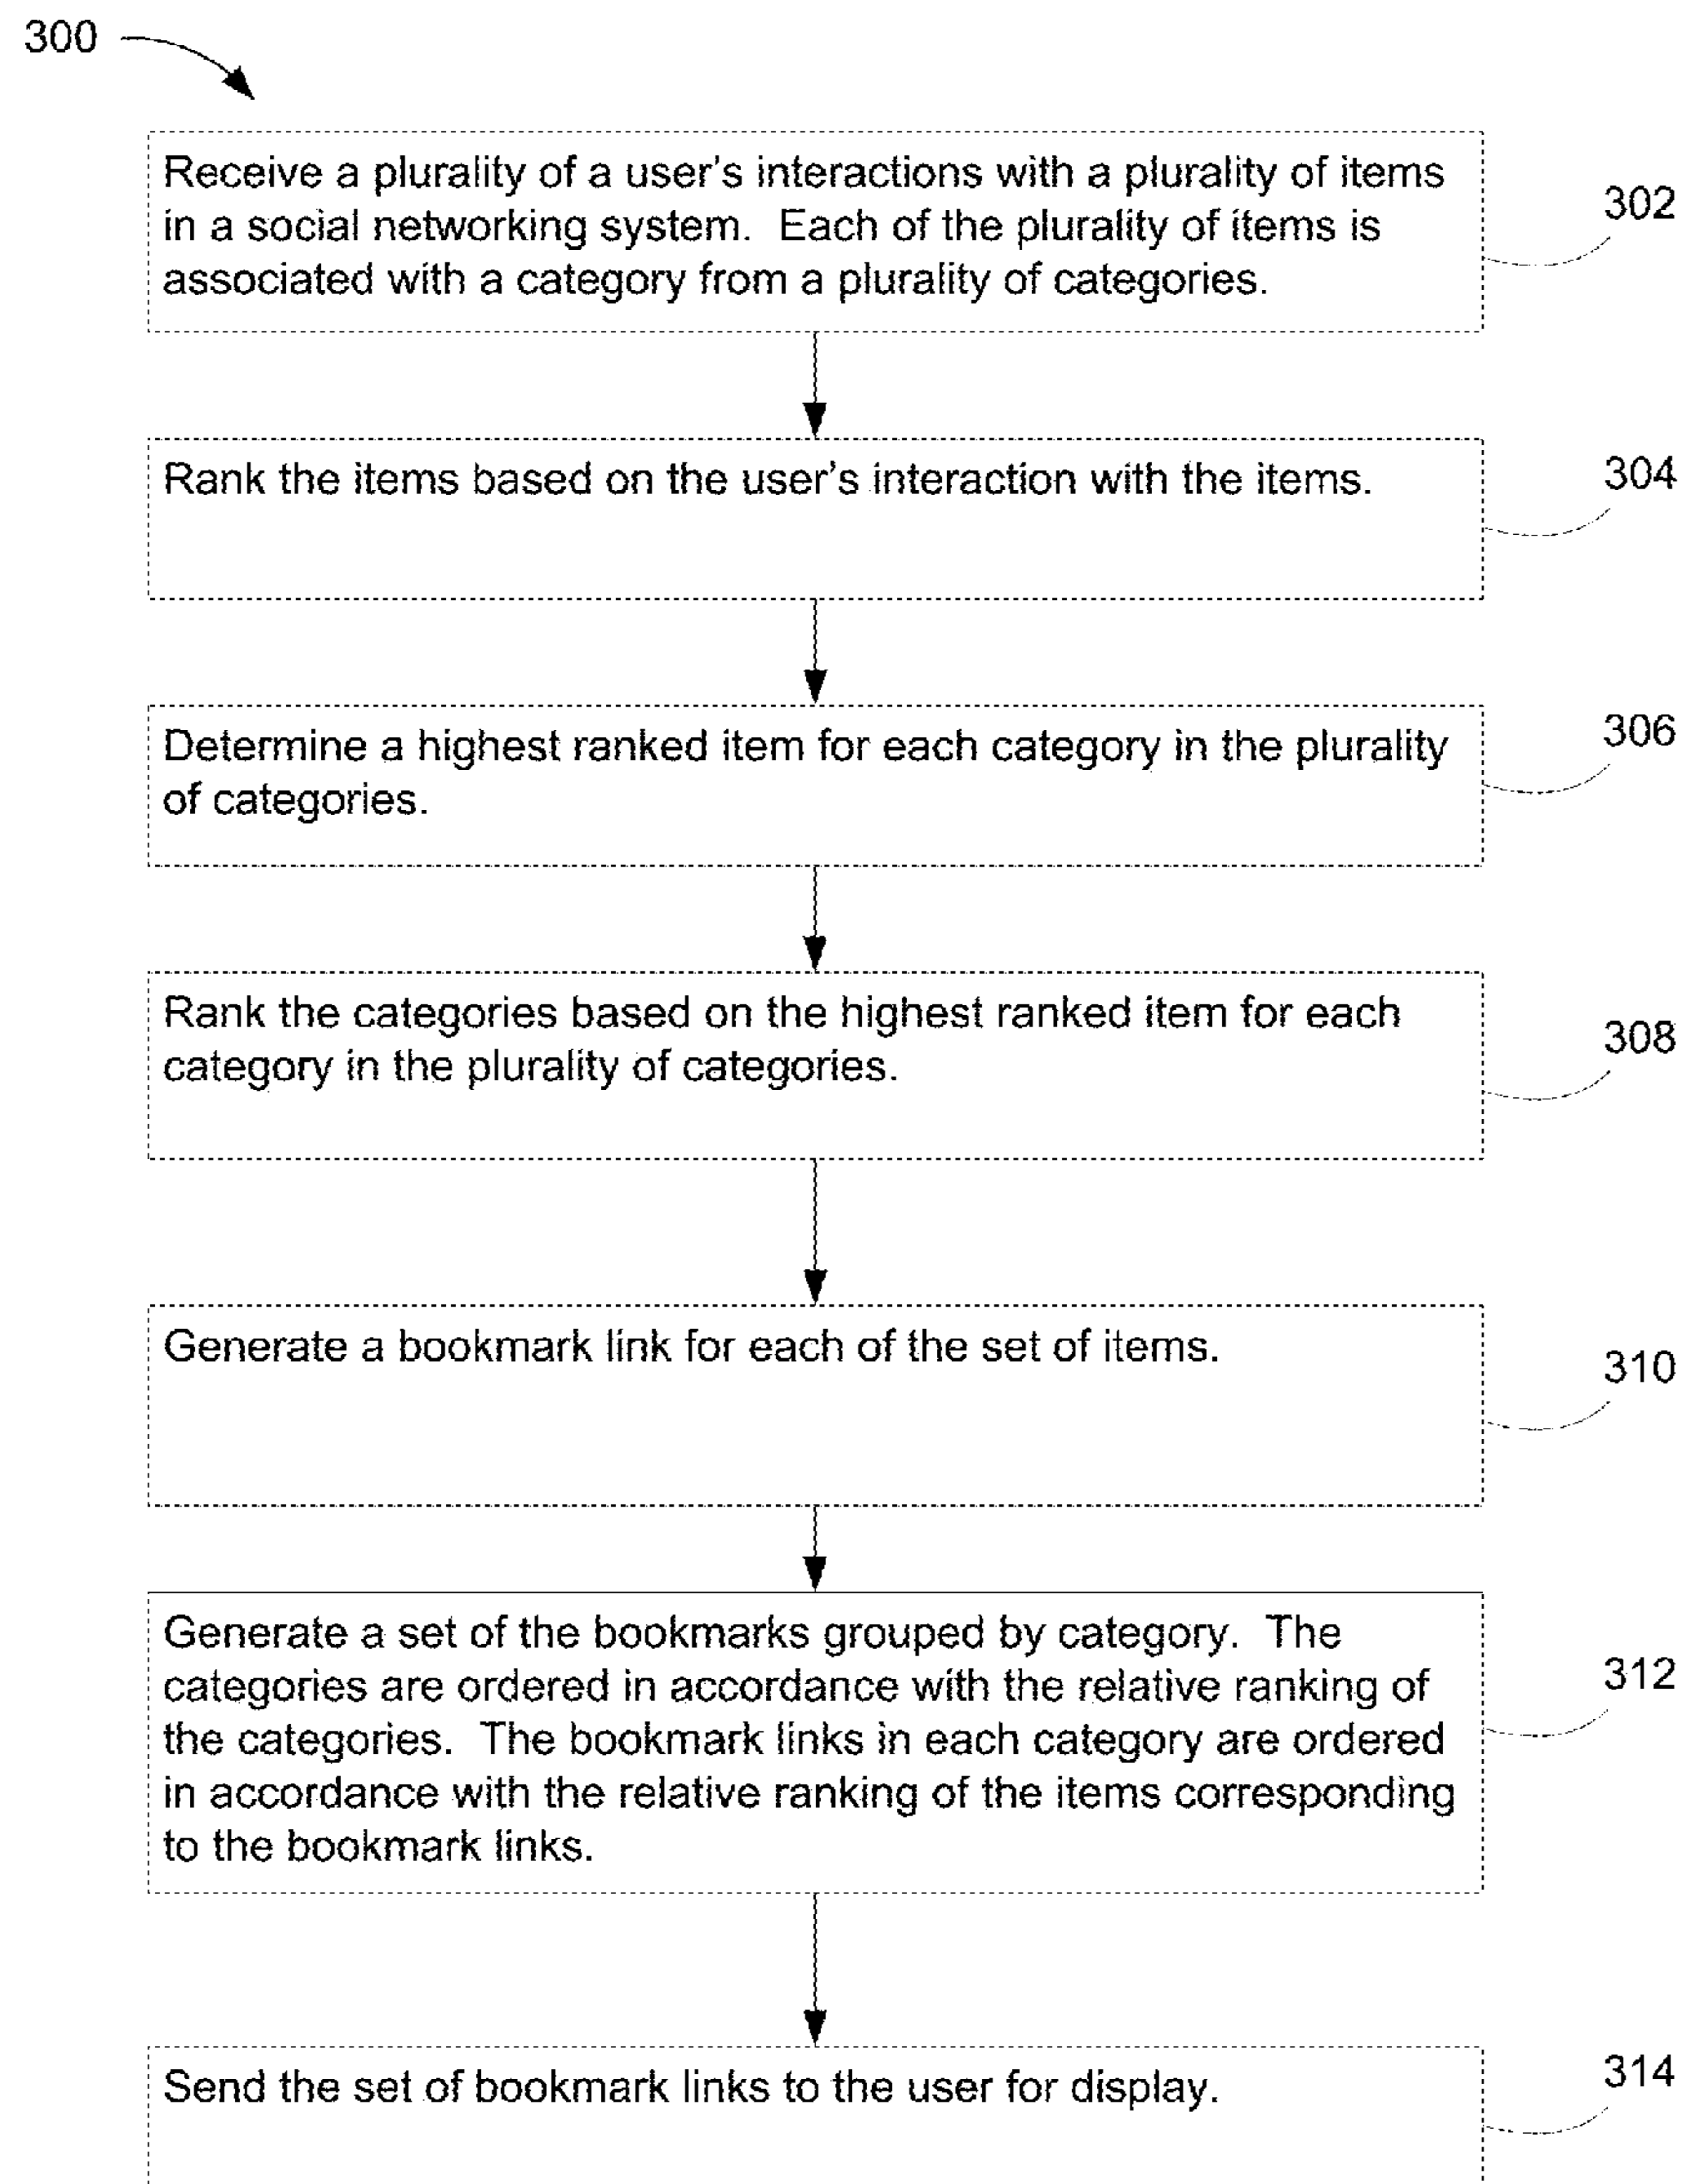 300
Receive a plurality of a user's interactions with a plurality of items
in a social networking system.  Each of the plurality of items is
associated with a category from a plurality of categories.
302
Rank the items based on the user's interaction with the items.
304
Determine a highest ranked item for each category in the plurality
of categories.
306
Rank the categories based on the highest ranked item for each
category in the plurality of categories.
308
Generate a bookmark link for each of the set of items.
310
Generate a set of the bookmarks grouped by category.  The
categories are ordered in accordance with the relative ranking of
the categories.  The bookmark links in each category are ordered
in accordance with the relative ranking of the items corresponding
to the bookmark links.
312
Send the set of bookmark links to the user for display.
314